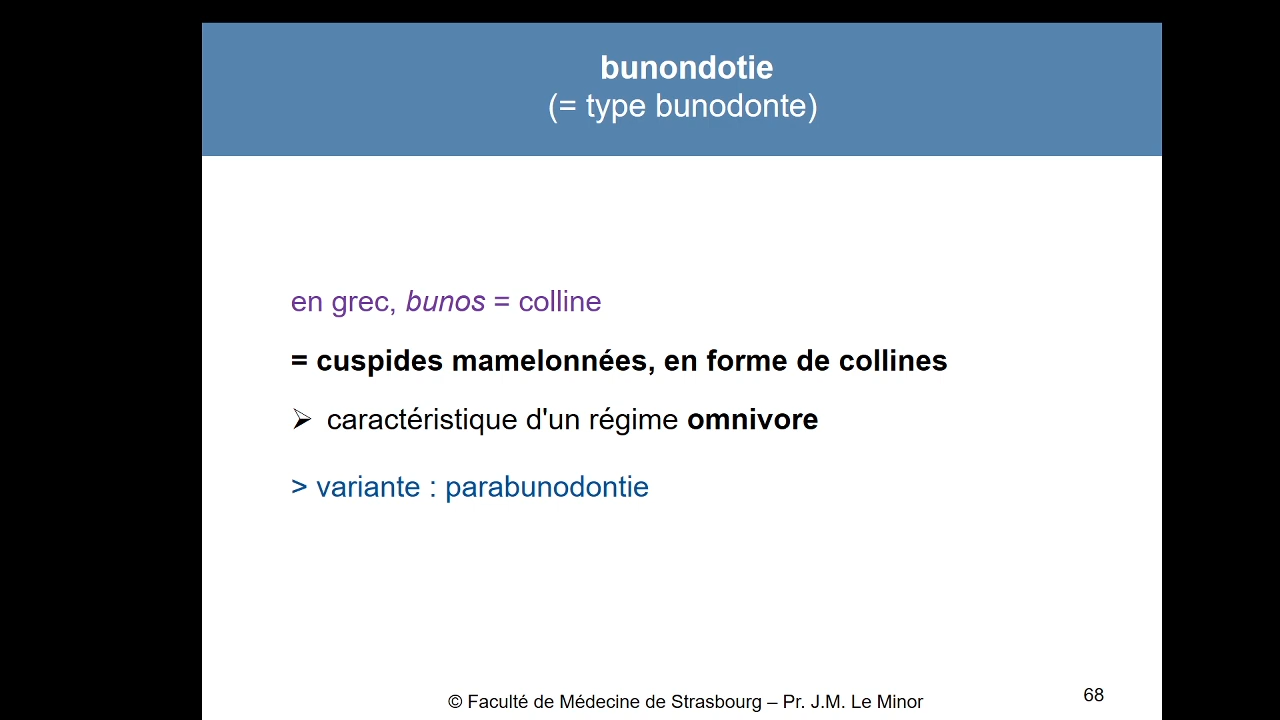 bunondotie
(= type bunodonte)
en grec, bunos = colline
= cuspides mamelonnées, en forme de collines
➢ caractéristique d'un régime omnivore
> variante : parabunodontie
© Faculté de Médecine de Strasbourg – Pr. J.M. Le Minor
68